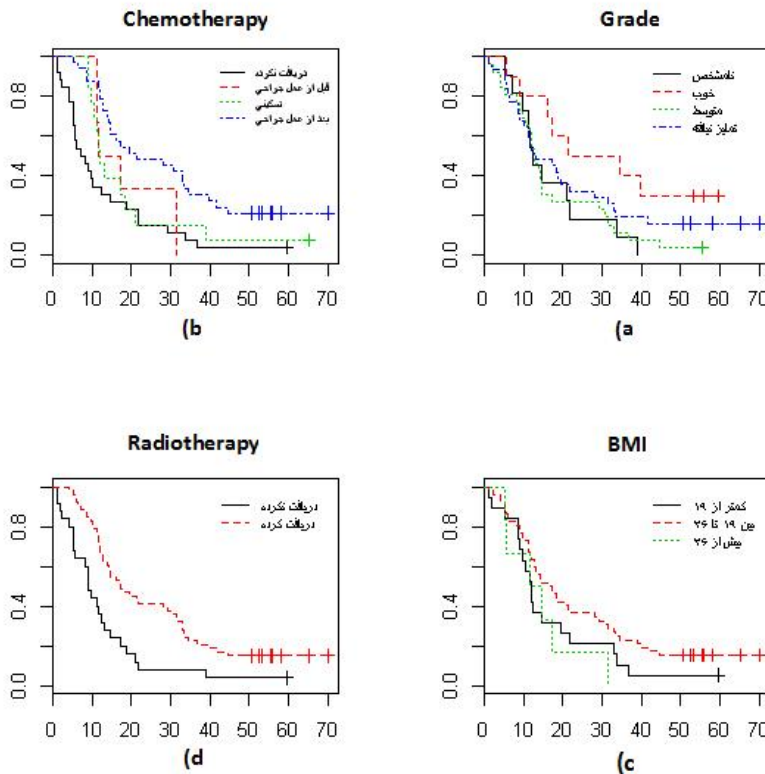 Chemotherapy
0.0 0.4 0.8
دریافت نکرده
قبل از عمل جراحي
تسکيني
بعد از عمل جراحي
0 10 20 30 40 50 60 70
(b
Grade
0.0 0.4 0.8
نامشخص
خوب
متوسط
تمایز نیافته
0 10 20 30 40 50 60 70
(a
Radiotherapy
0.0 0.4 0.8
دریافت نکرده
دریافت کرده
0 10 20 30 40 50 60 70
(d
BMI
0.0 0.4 0.8
کمتر از ۱۹
بین ۱۹ تا ۲۶
بیش از ۲۶
0 10 20 30 40 50 60 70
(c